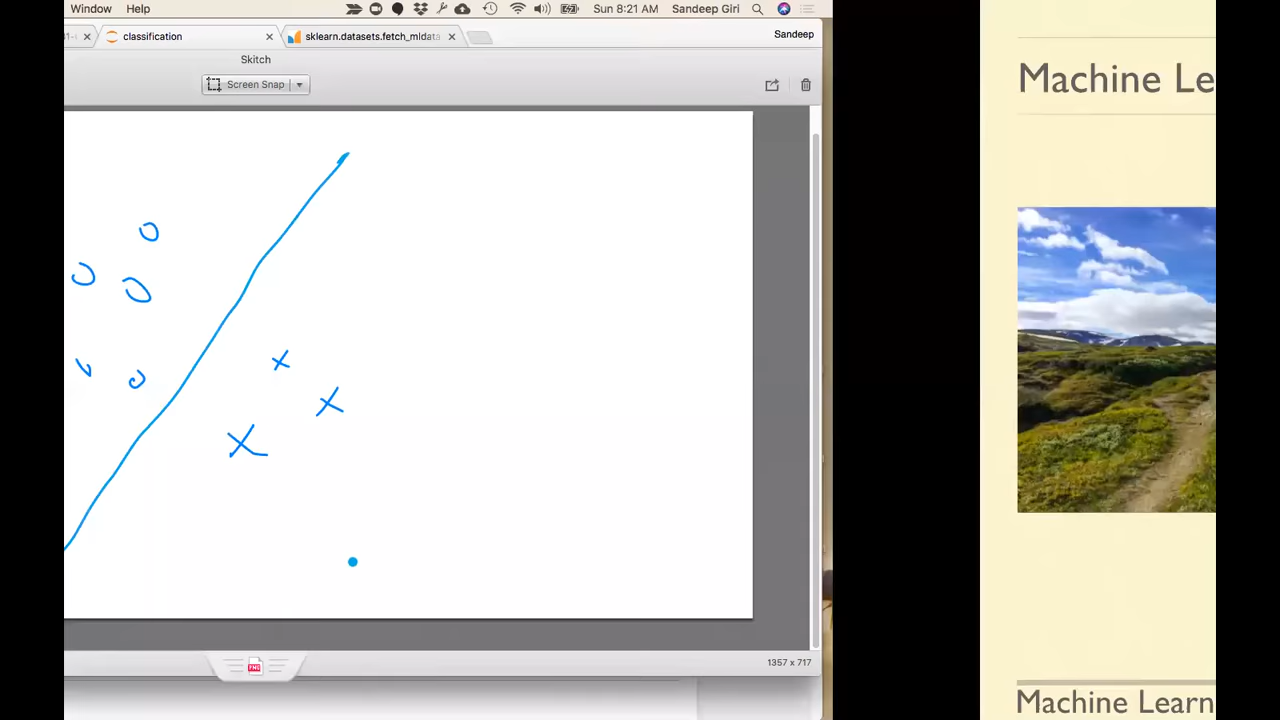 Window Help Sun 8:21 AM Sandeep Giri
classification sklearn.datasets.fetch_mldata Sandeep
Skitch
Screen Snap
PNG
1357 x 717
Machine Le
Machine Learn